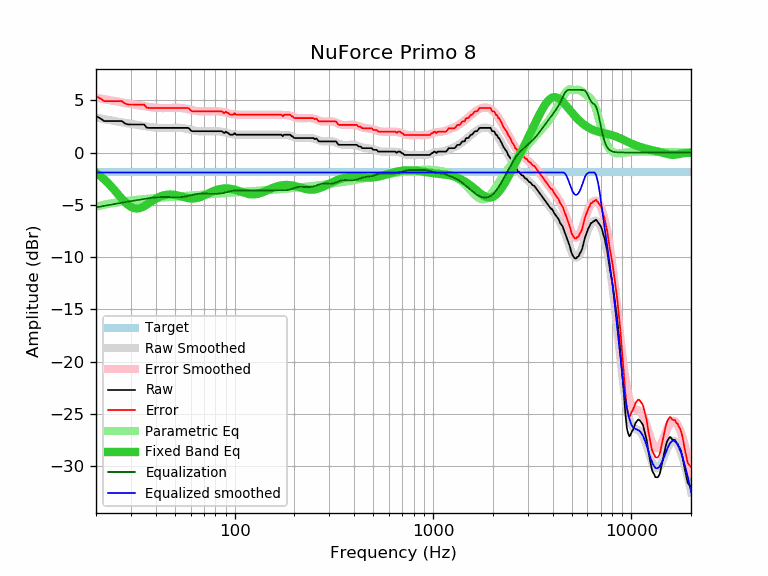 NuForce Primo 8
Amplitude (dBr)
5
0
−5
−10
−15
−20
−25
−30
Target
Raw Smoothed
Error Smoothed
Raw
Error
Parametric Eq
Fixed Band Eq
Equalization
Equalized smoothed
100
1000
10000
Frequency (Hz)